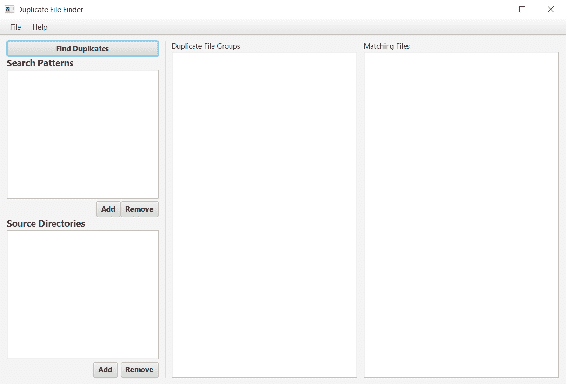 Duplicate File Finder
File Help
Find Duplicates
Search Patterns
Add Remove
Source Directories
Add Remove
Duplicate File Groups
Matching Files